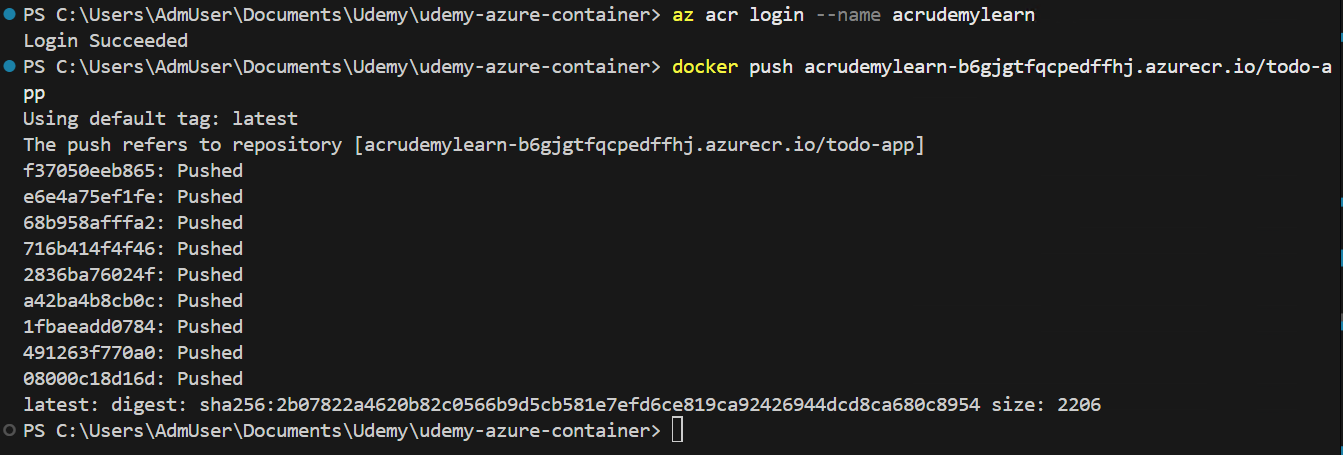 PS C:\Users\AdmUser\Documents\Udemy\udemy-azure-container> az acr login --name acrudemylearn
Login Succeeded
PS C:\Users\AdmUser\Documents\Udemy\udemy-azure-container> docker push acrudemylearn-b6gjgtfqcpedffhj.azurecr.io/todo-a
pp
Using default tag: latest
The push refers to repository [acrudemylearn-b6gjgtfqcpedffhj.azurecr.io/todo-app]
f37050eeb865: Pushed
e6e4a75ef1fe: Pushed
68b958afffa2: Pushed
716b414f4f46: Pushed
2836ba76024f: Pushed
a42ba4b8cb0c: Pushed
1fbaeadd0784: Pushed
491263f770a0: Pushed
08000c18d16d: Pushed
latest: digest: sha256:2b07822a4620b82c0566b9d5cb581e7efd6ce819ca92426944dcd8ca680c8954 size: 2206
PS C:\Users\AdmUser\Documents\Udemy\udemy-azure-container>